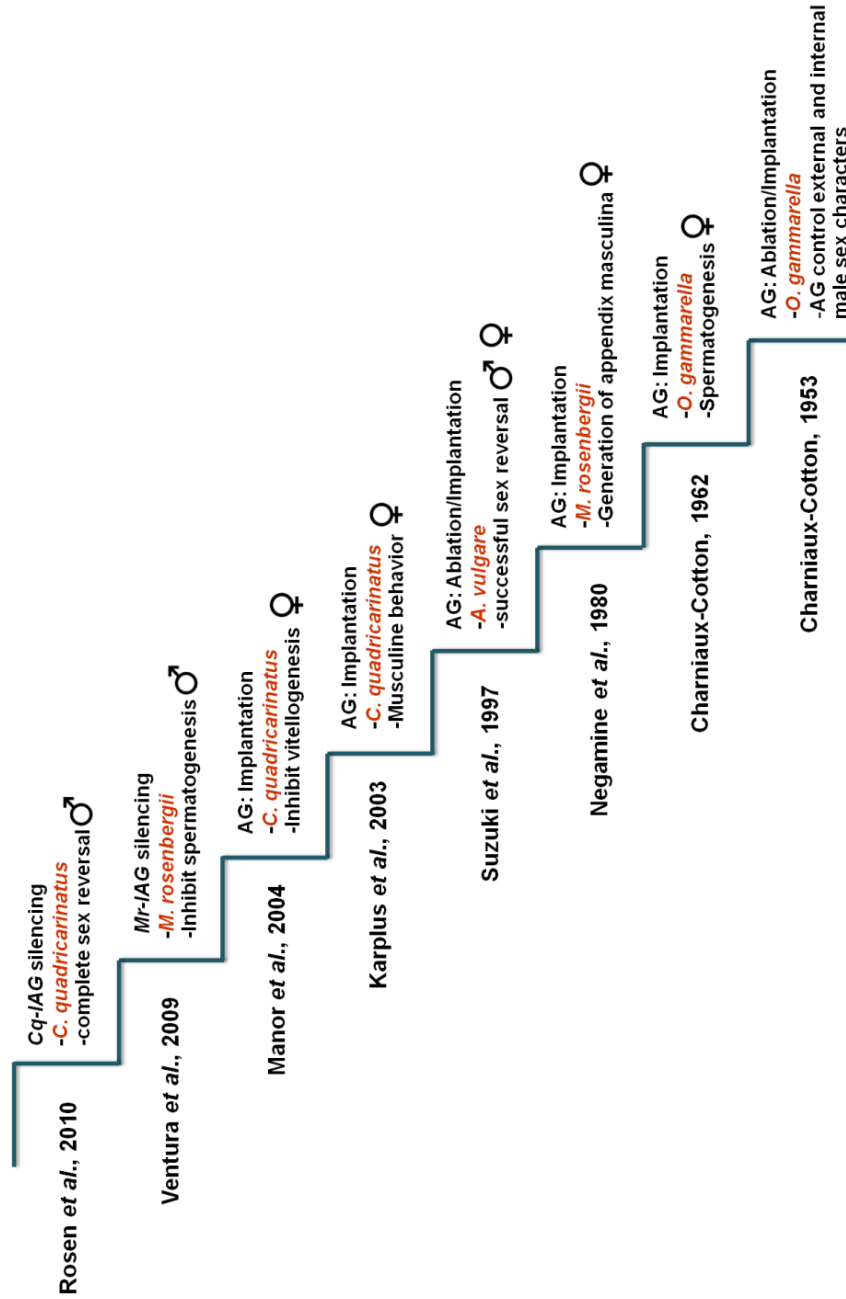 Cq-IAG silencing
-C. quadricarinatus
-complete sex reversal♂
Rosen et al., 2010
Mr-IAG silencing
-M. rosenbergii
-Inhibit spermatogenesis ♂
Ventura et al., 2009
AG: Implantation
-C. quadricarinatus
-Inhibit vitellogenesis ♀
Manor et al., 2004
AG: Implantation
-C. quadricarinatus
-Musculine behavior ♀
Karplus et al., 2003
AG: Ablation/Implantation
-A. vulgare
-successful sex reversal ♂ ♀
Suzuki et al., 1997
AG: Implantation
-M. rosenbergii
-Generation of appendix masculina ♀
Negamine et al., 1980
AG: Implantation
-O. gammarella
-Spermatogenesis ♀
Charniaux-Cotton, 1962
AG: Ablation/Implantation
-O. gammarella
-AG control external and internal
male sex characters
Charniaux-Cotton, 1953